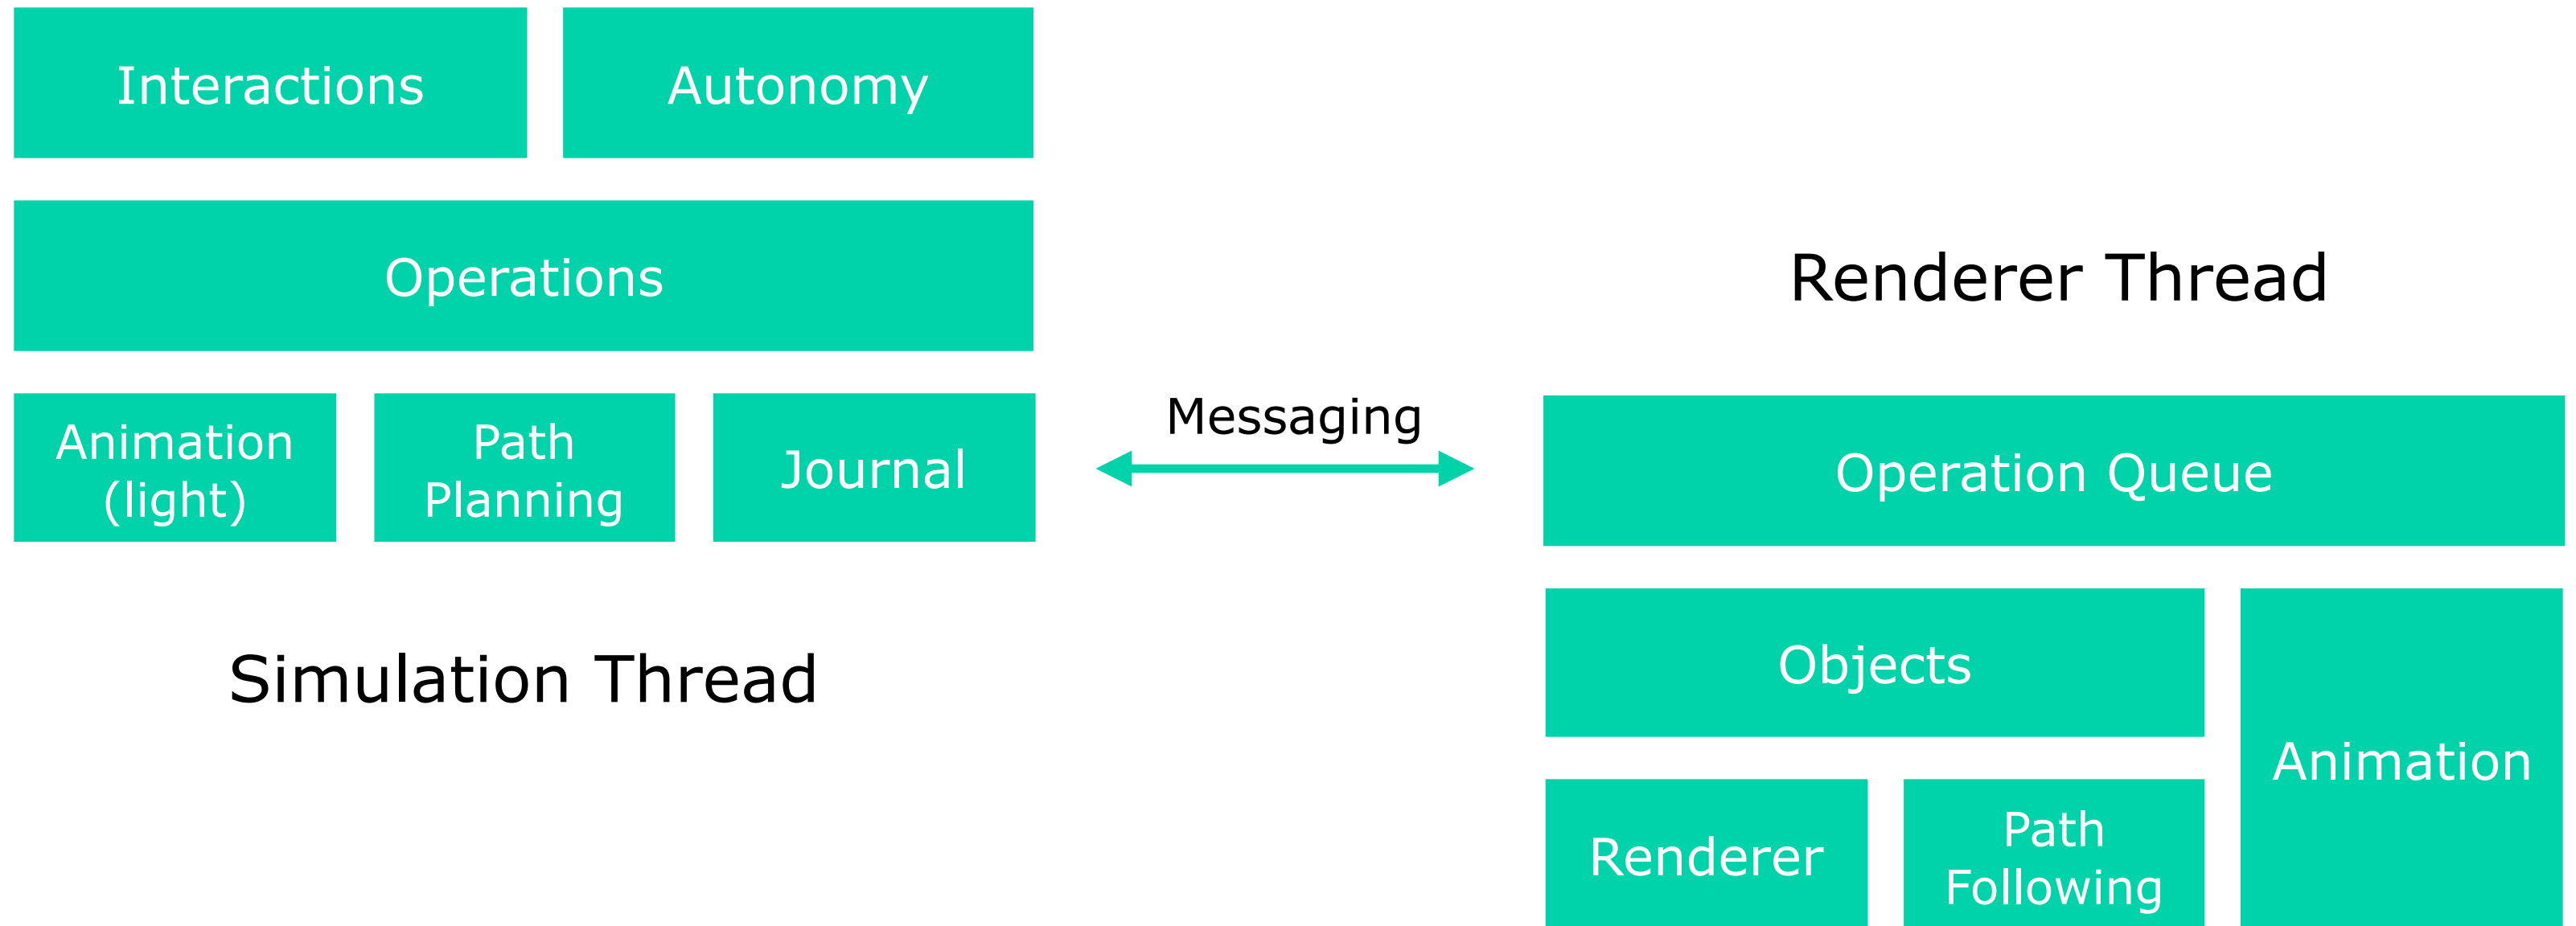 Interactions
Autonomy
Operations
Animation
(light)
Path
Planning
Journal
Simulation Thread
Messaging
Renderer Thread
Operation Queue
Objects
Animation
Renderer
Path
Following